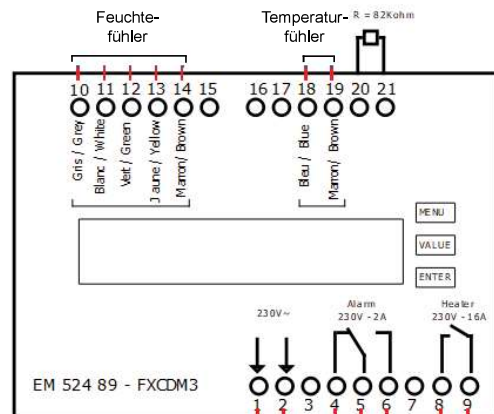 Feuchte-
fühler
Temperatur-
fühler
R = 82Kohm
10 11 12 13 14 15 16 17 18 19 20 21
Gris / Grey
Blanc / White
Vert / Green
Jaune / Yellow
Marron/ Brown
Bleu / Blue
Marron/ Brown
MENU
VALUE
ENTER
230V~
Alarm
230V - 2A
Heater
230V - 16A
EM 524 89 - FXCDM3
1 2 3 4 5 6 7 8 9